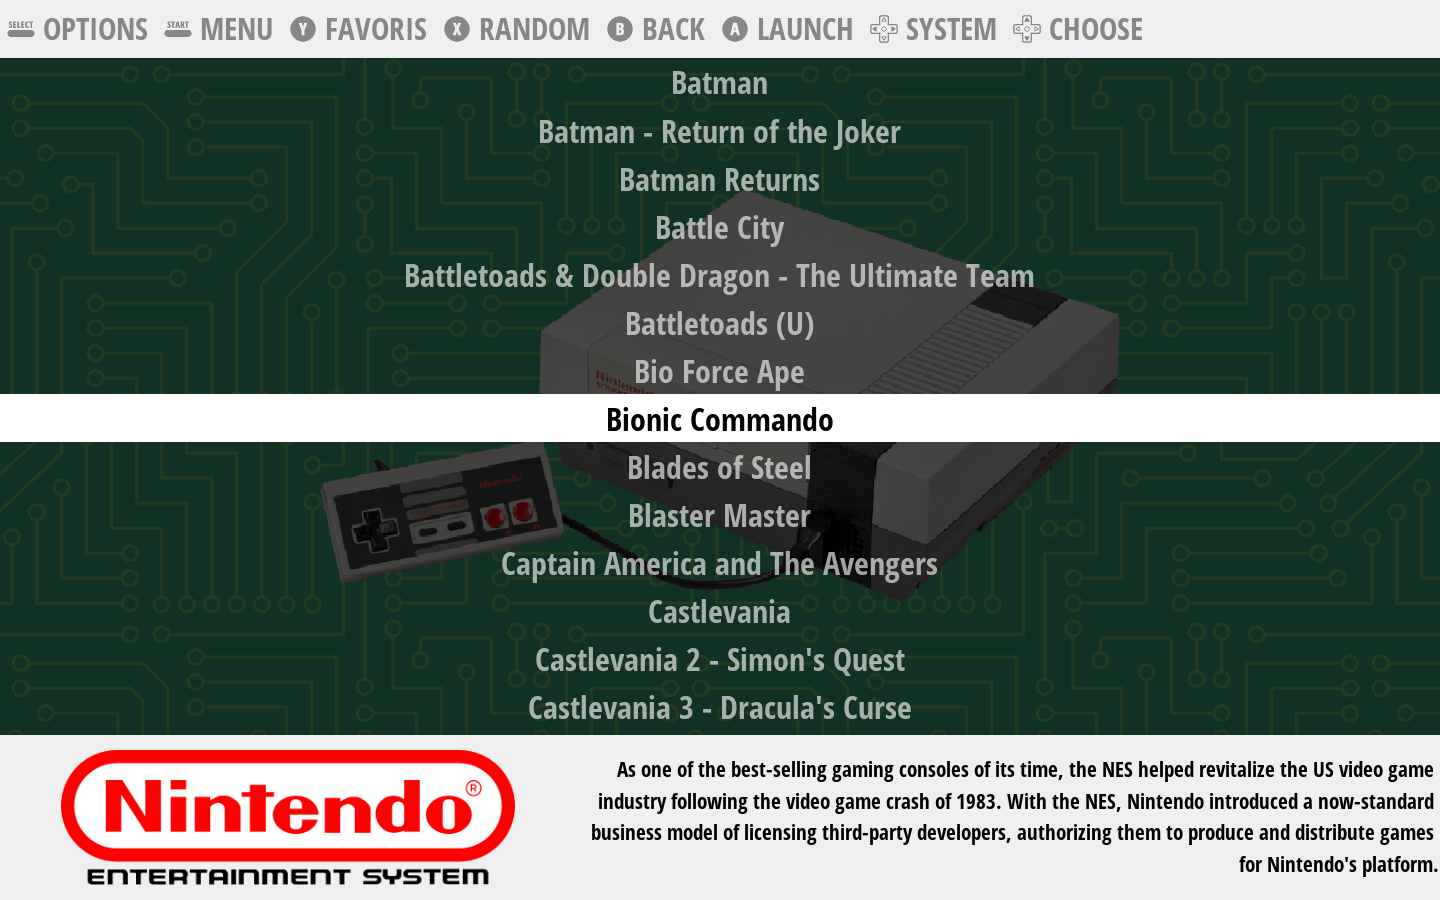 SELECT OPTIONS START MENU Y FAVORIS X RANDOM B BACK A LAUNCH SYSTEM CHOOSE
Batman
Batman - Return of the Joker
Batman Returns
Battle City
Battletoads & Double Dragon - The Ultimate Team
Battletoads (U)
Bio Force Ape
Nintendo
Bionic Commando
Blades of Steel
Nintendo
Blaster Master
Captain America and The Avengers
Castlevania
Castlevania 2 - Simon's Quest
Castlevania 3 - Dracula's Curse
Nintendo®
ENTERTAINMENT SYSTEM
As one of the best-selling gaming consoles of its time, the NES helped revitalize the US video game
industry following the video game crash of 1983. With the NES, Nintendo introduced a now-standard
business model of licensing third-party developers, authorizing them to produce and distribute games
for Nintendo's platform.